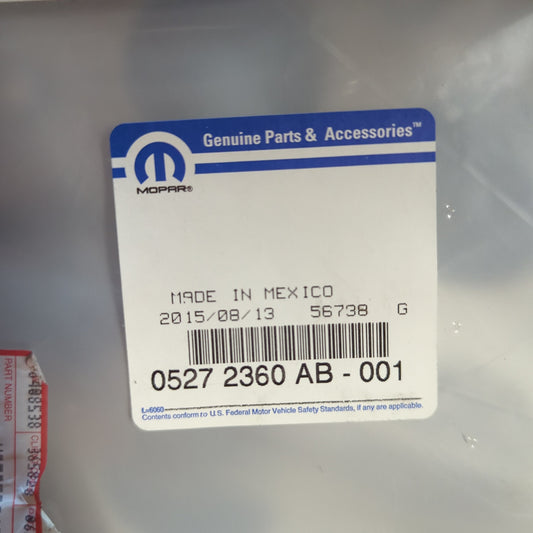 Genuine Parts & Accessories™
MOPAR®
MADE IN MEXICO
2015/08/13 56738 G
0527 2360 AB - 001
L-6060
Contents conform to U.S. Federal Motor Vehicle Safety Standards, if any are applicable.
PART NUMBER